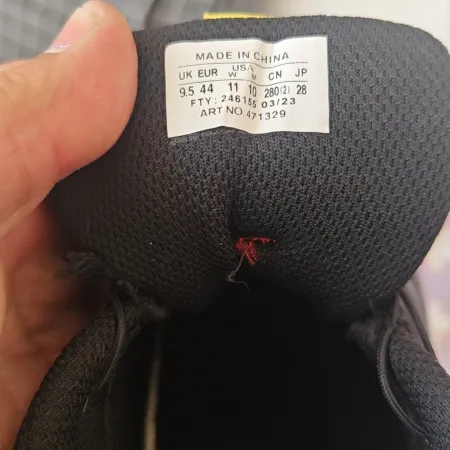 MADE IN CHINA
UK EUR USA CN JP
W M
9.5 44 11 10 280(2) 28
FTY: 246155 03/23
ART NO.471329